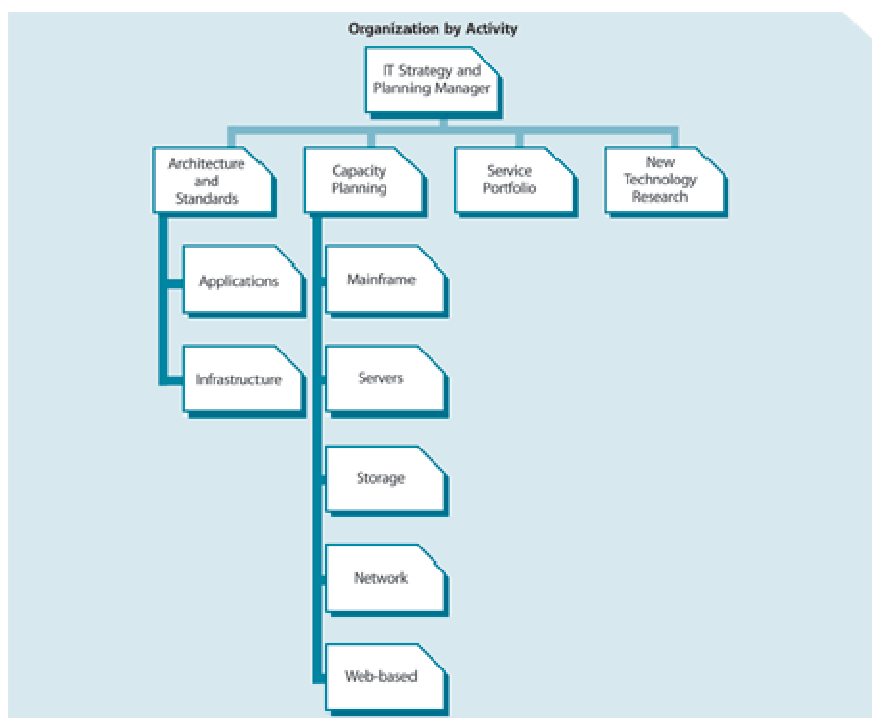 Organization by Activity
IT Strategy and
Planning Manager
Architecture
and
Standards
Capacity
Planning
Service
Portfolio
New
Technology
Research
Applications
Mainframe
Infrastructure
Servers
Storage
Network
Web-based